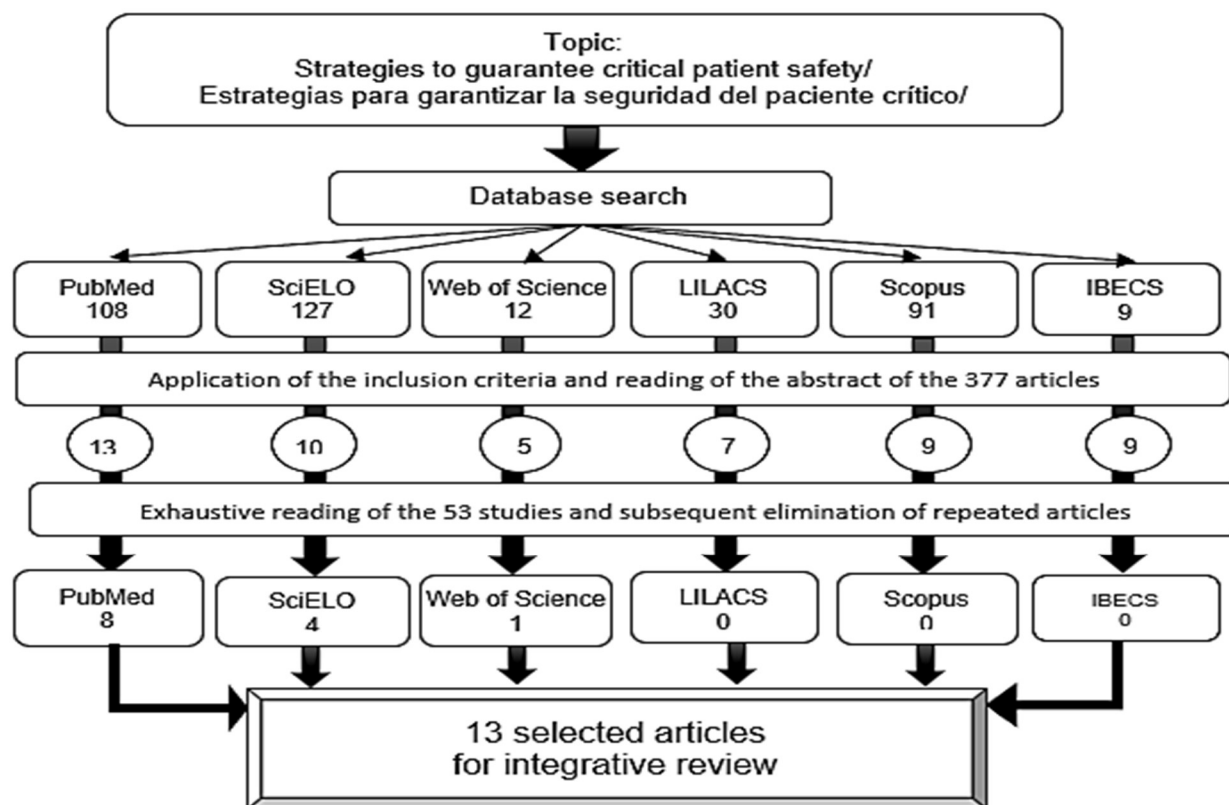 Topic:
Strategies to guarantee critical patient safety/
Estrategias para garantizar la seguridad del paciente crítico/
Database search
PubMed
108
SciELO
127
Web of Science
12
LILACS
30
Scopus
91
IBECS
9
Application of the inclusion criteria and reading of the abstract of the 377 articles
13
10
5
7
9
9
Exhaustive reading of the 53 studies and subsequent elimination of repeated articles
PubMed
8
SciELO
4
Web of Science
1
LILACS
0
Scopus
0
IBECS
0
13 selected articles
for integrative review